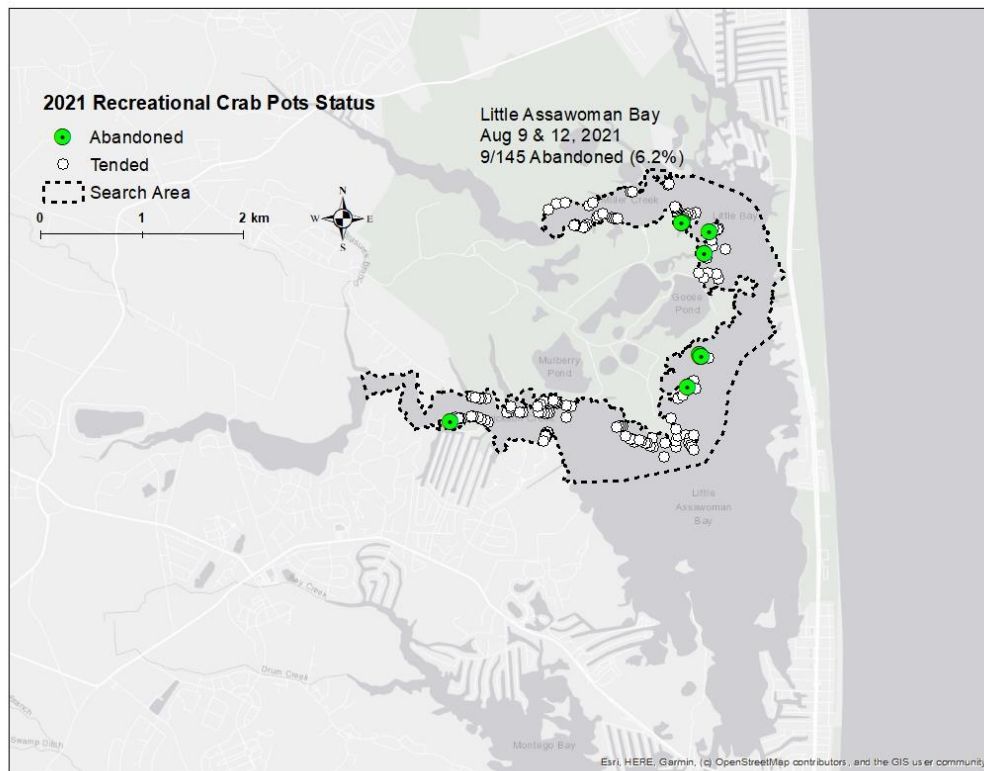 2021 Recreational Crab Pots Status
Abandoned
Tended
Search Area
0 1 2 km
N
W E
S
Little Assawoman Bay
Aug 9 & 12, 2021
9/145 Abandoned (6.2%)
Creek
Little Bay
Goose
Pond
Mulberry
Pond
Little
Assawoman
Bay
Creek
Drum Creek
Branch
Swamp Ditch
Montego Bay
Esri, HERE, Garmin, (c) OpenStreetMap contributors, and the GIS user community